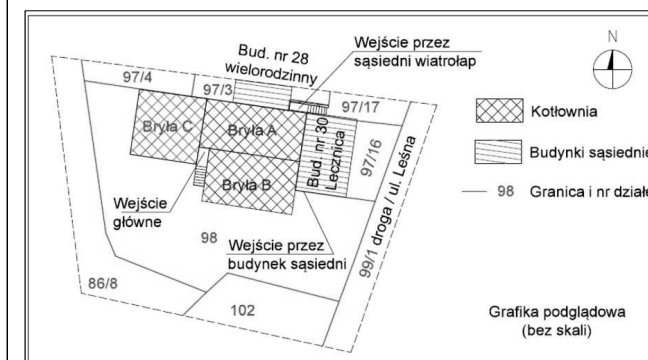 Bud. nr 28
wielorodzinny
Wejście przez
sąsiedni wiatrołap
N
97/4
97/3
97/17
97/16
Bryła C
Bryła A
Bryła B
Bud. nr 30
Lecznica
Kotłownia
Budynki sąsiednie
98 Granica i nr działe
Wejście
główne
98
Wejście przez
budynek sąsiedni
99/1 droga / ul. Leśna
86/8
102
Grafika podglądowa
(bez skali)